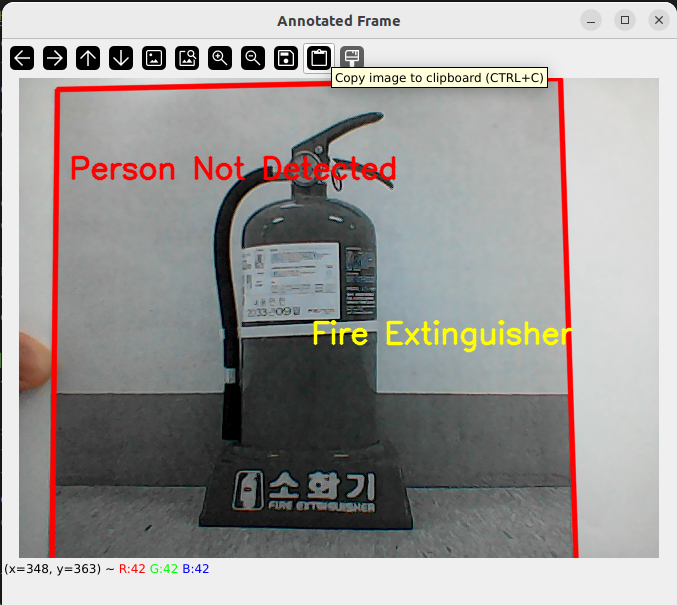 Annotated Frame
Copy image to clipboard (CTRL+C)
Person Not Detected
Fire Extinguisher
소화기
FIRE EXTINGUISHER
(x=348, y=363) ~ R:42 G:42 B:42